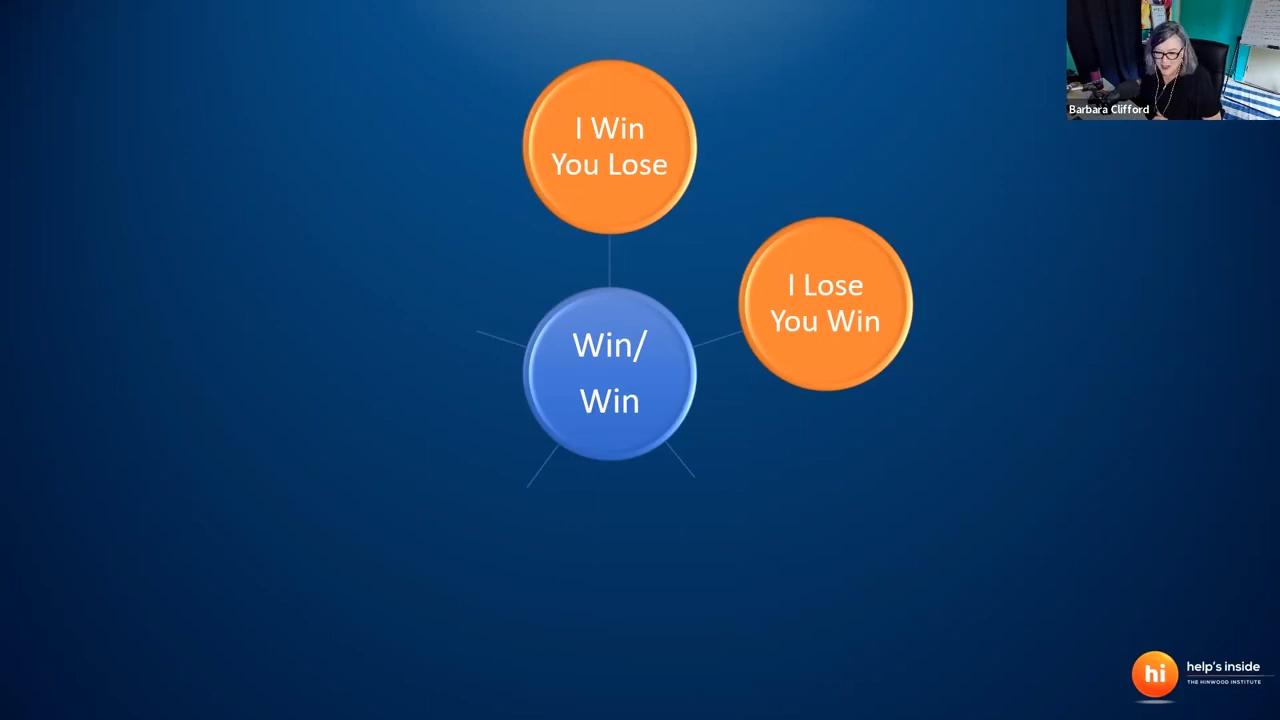 I Win
You Lose
I Lose
You Win
Win/
Win
Barbara Clifford
hi
help's inside
THE HINWOOD INSTITUTE